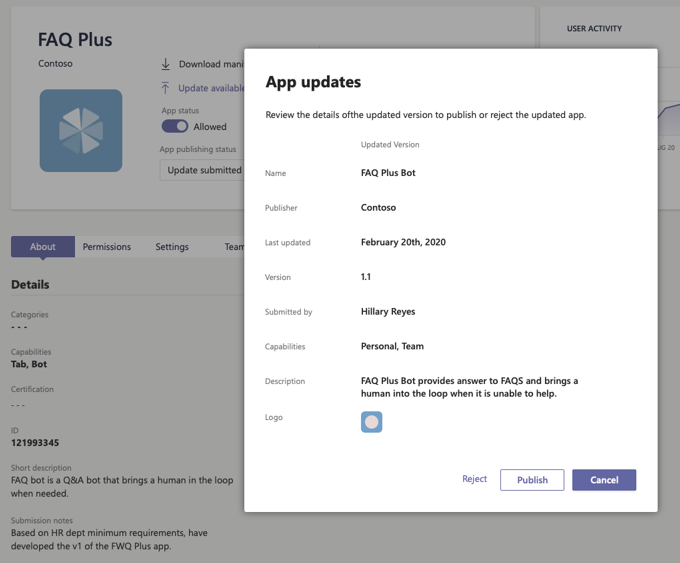 FAQ Plus
Contoso
Download mani
Update available
App status
Allowed
App publishing status
Update submitted
USER ACTIVITY
UG 20
About
Permissions
Settings
Team
Details
Categories
- - -
Capabilities
Tab, Bot
Certification
- - -
ID
121993345
Short description
FAQ bot is a Q&A bot that brings a human in the loop
when needed.
Submission notes
Based on HR dept minimum requirements, have
developed the v1 of the FWQ Plus app.
App updates
Review the details ofthe updated version to publish or reject the updated app.
Updated Version
Name FAQ Plus Bot
Publisher Contoso
Last updated February 20th, 2020
Version 1.1
Submitted by Hillary Reyes
Capabilities Personal, Team
Description FAQ Plus Bot provides answer to FAQS and brings a
human into the loop when it is unable to help.
Logo
Reject
Publish
Cancel